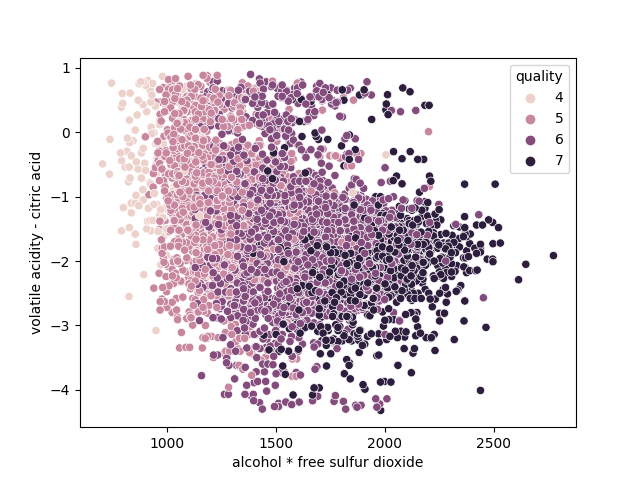 quality
4
5
6
7
1
0
−1
−2
−3
−4
volatile acidity - citric acid
1000 1500 2000 2500
alcohol * free sulfur dioxide